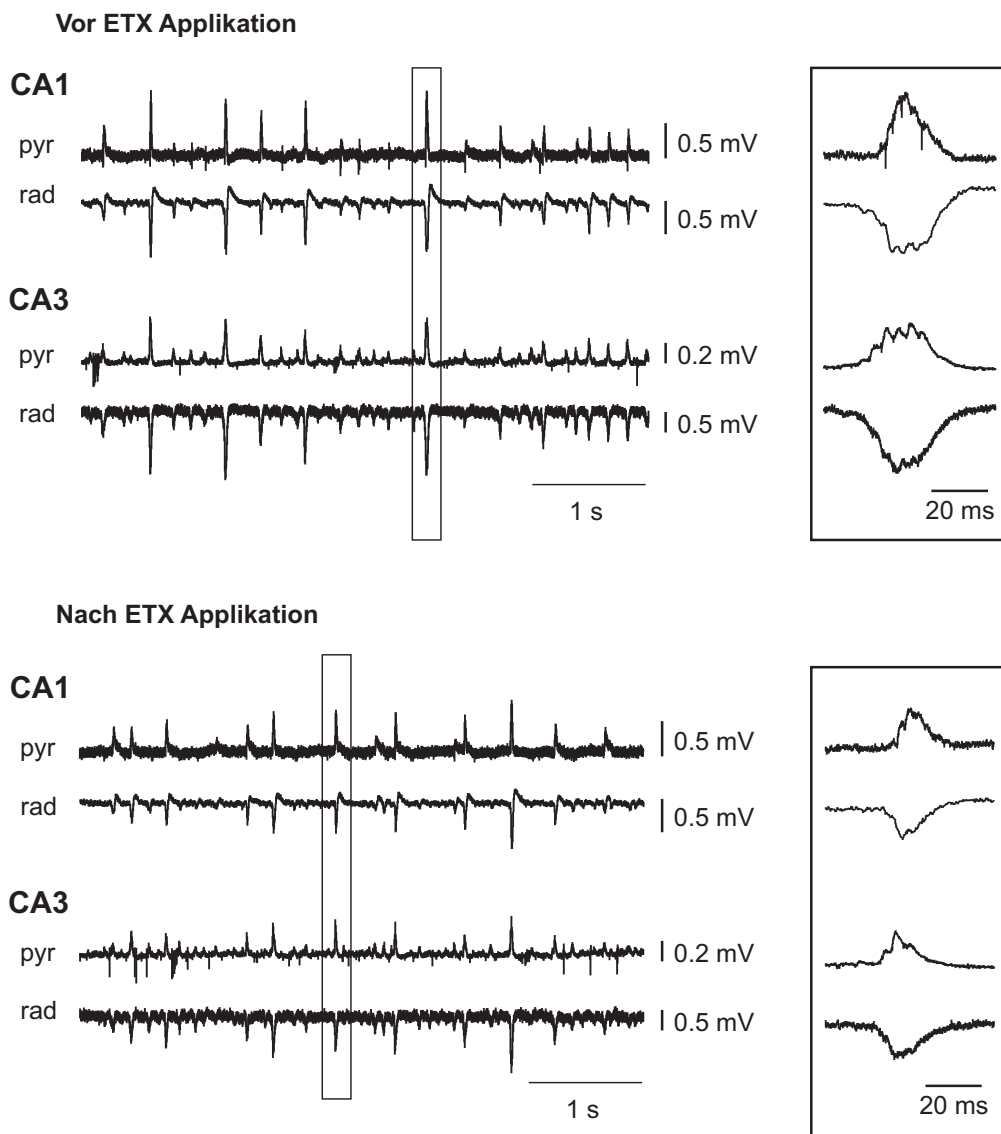 Vor ETX Applikation
CA1
pyr
0.5 mV
rad
0.5 mV
CA3
pyr
0.2 mV
rad
0.5 mV
1 s
20 ms
Nach ETX Applikation
CA1
pyr
0.5 mV
rad
0.5 mV
CA3
pyr
0.2 mV
rad
0.5 mV
1 s
20 ms